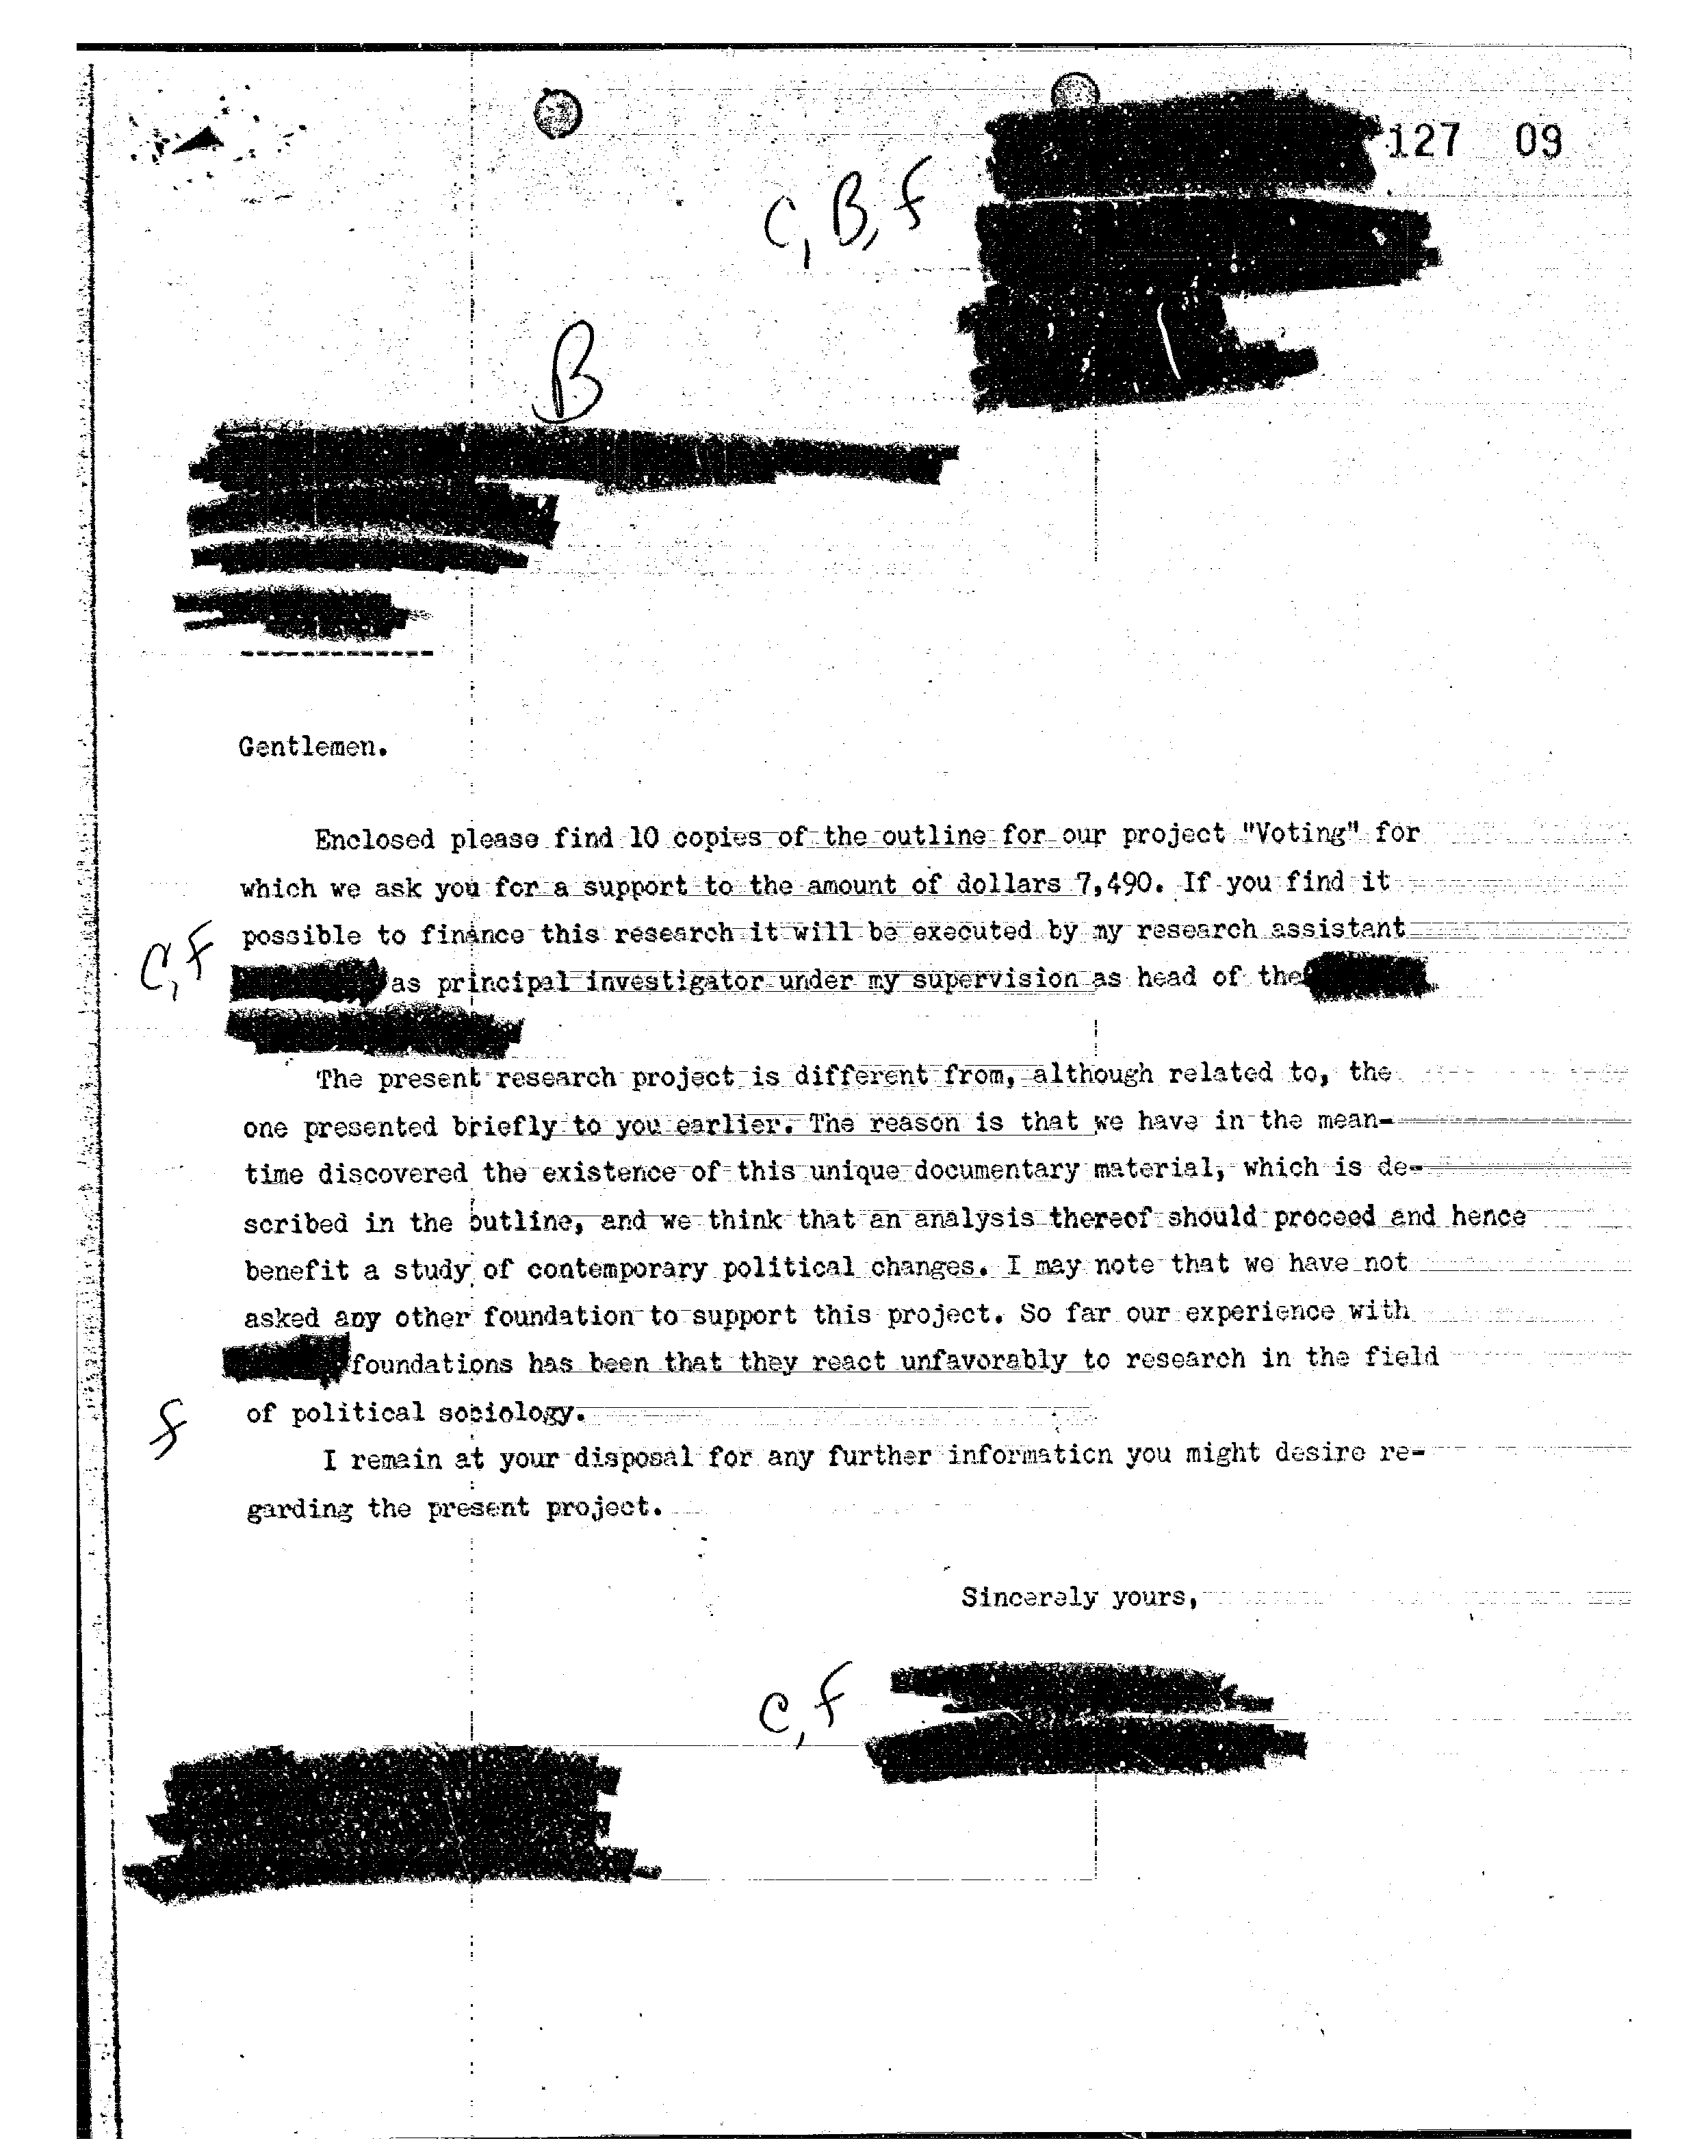 127 09
C, B, F
B
Gentlemen.
Enclosed please find 10 copies of the outline for our project "Voting" for
which we ask you for a support to the amount of dollars 7,490. If you find it
possible to finance this research it will be executed by my research assistant
C, F
as principal investigator under my supervision as head of the
The present research project is different from, although related to, the
one presented briefly to you earlier. The reason is that we have in the mean-
time discovered the existence of this unique documentary material, which is de-
scribed in the outline, and we think that an analysis thereof should proceed and hence
benefit a study of contemporary political changes. I may note that we have not
asked any other foundation to support this project. So far our experience with
foundations has been that they react unfavorably to research in the field
F
of political sociology.
I remain at your disposal for any further information you might desire re-
garding the present project.
Sincerely yours,
C, F